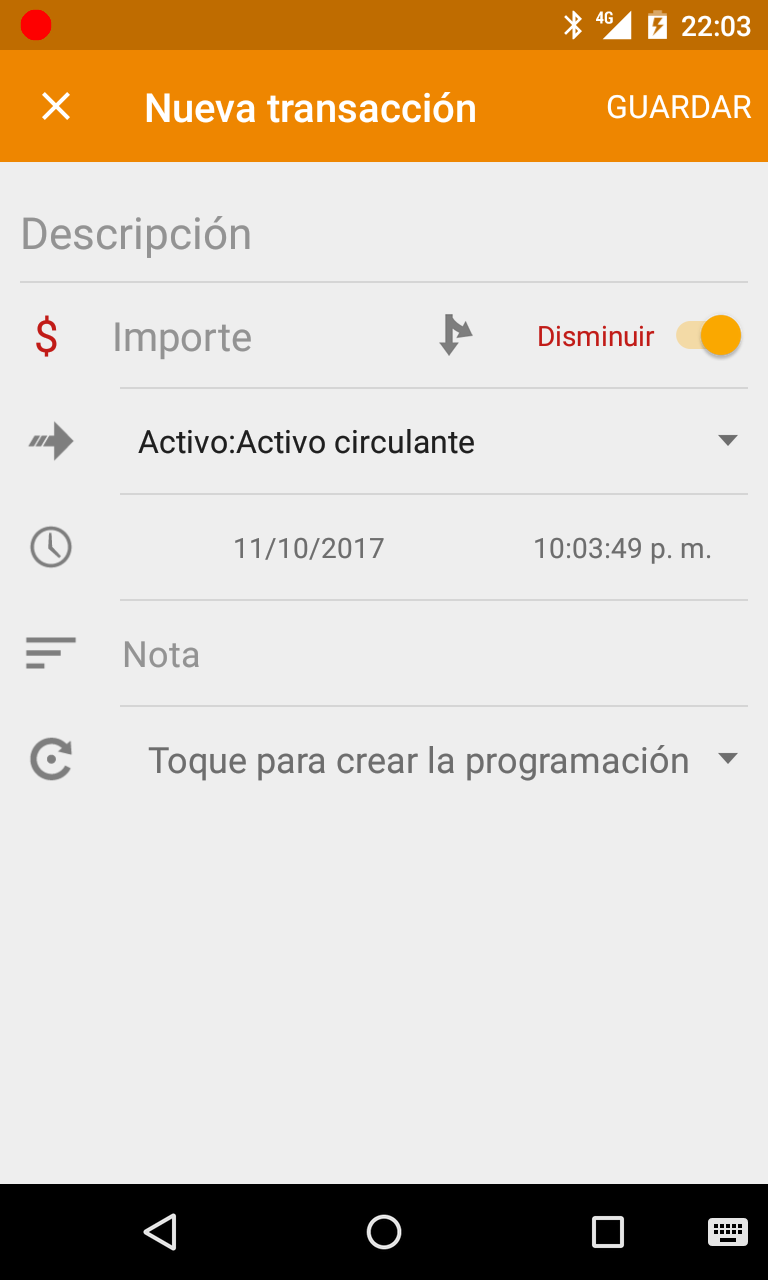 4G 22:03
Nueva transacción GUARDAR
Descripción
$ Importe Disminuir
Activo:Activo circulante
11/10/2017 10:03:49 p. m.
Nota
Toque para crear la programación